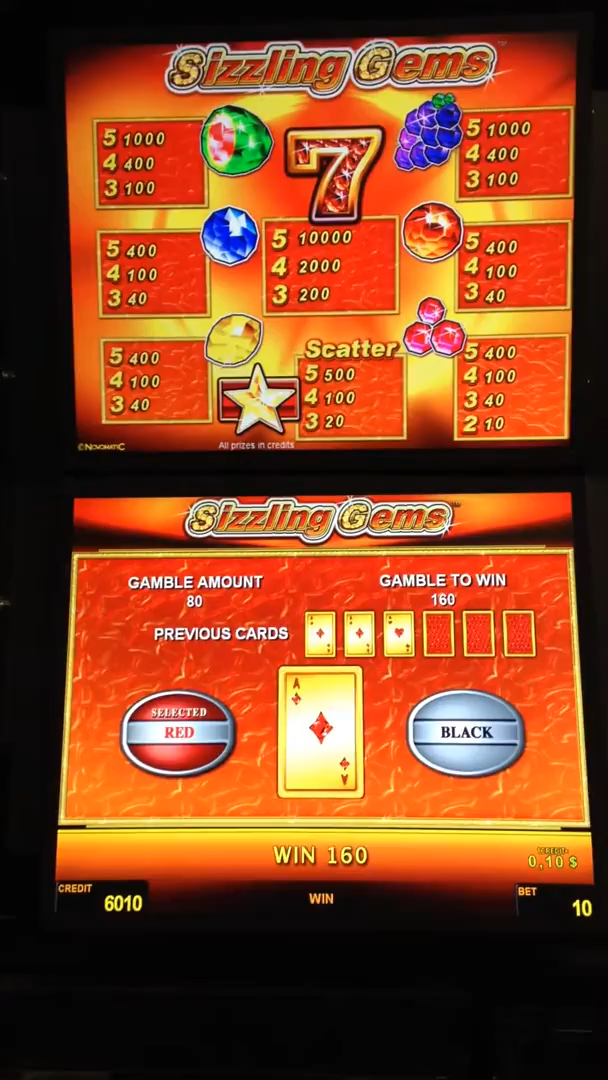 Sizzling Gems
5 1000
4 400
3 100
7
5 1000
4 400
3 100
5 400
4 100
3 40
5 10000
4 2000
3 200
5 400
4 100
3 40
5 400
4 100
3 40
Scatter
5 500
4 100
3 20
5 400
4 100
3 40
2 10
©NOVOMATIC
All prizes in credits
Sizzling Gems™
GAMBLE AMOUNT
80
GAMBLE TO WIN
160
PREVIOUS CARDS
SELECTED
RED
A
A
BLACK
WIN 160
1CREDIT=
0,10 $
CREDIT
6010
WIN
BET
10